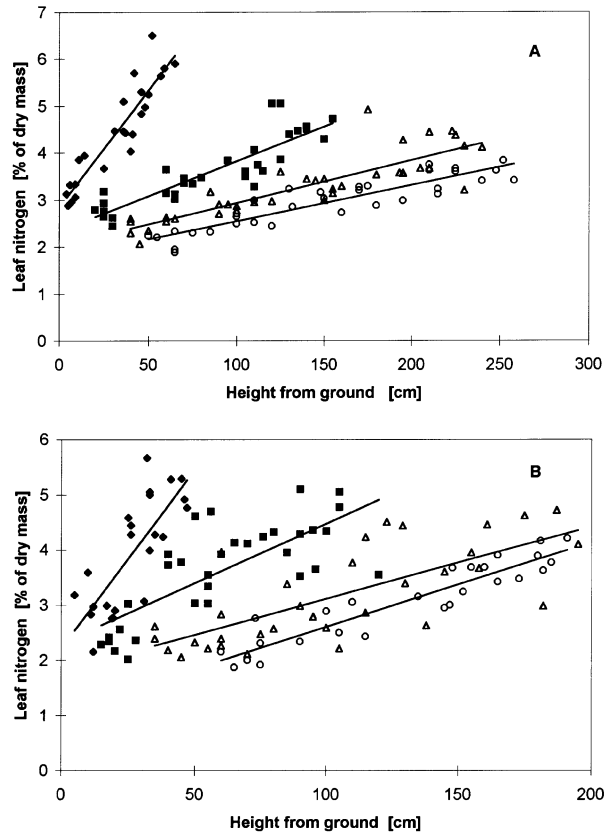 7
6
5
4
3
2
1
0
A
Leaf nitrogen [% of dry mass]
0 50 100 150 200 250 300
Height from ground [cm]
6
5
4
3
2
1
0
B
Leaf nitrogen [% of dry mass]
0 50 100 150 200
Height from ground [cm]